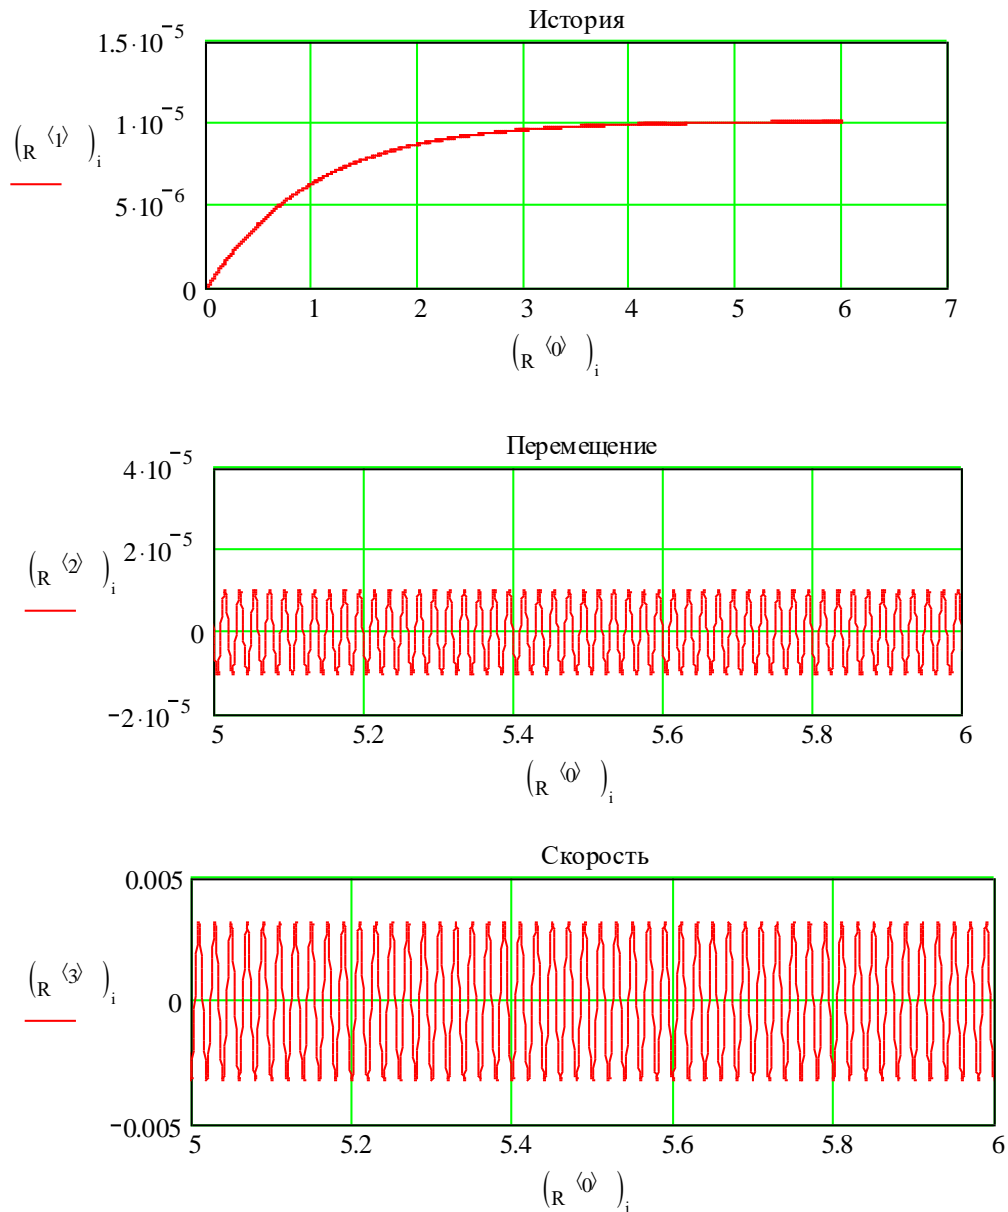 История
1.5·10⁻⁵
1·10⁻⁵
5·10⁻⁶
0
(R ⟨1⟩)ᵢ
0 1 2 3 4 5 6 7
(R ⟨0⟩)ᵢ
Перемещение
4·10⁻⁵
2·10⁻⁵
0
−2·10⁻⁵
(R ⟨2⟩)ᵢ
5 5.2 5.4 5.6 5.8 6
(R ⟨0⟩)ᵢ
Скорость
0.005
0
−0.005
(R ⟨3⟩)ᵢ
5 5.2 5.4 5.6 5.8 6
(R ⟨0⟩)ᵢ